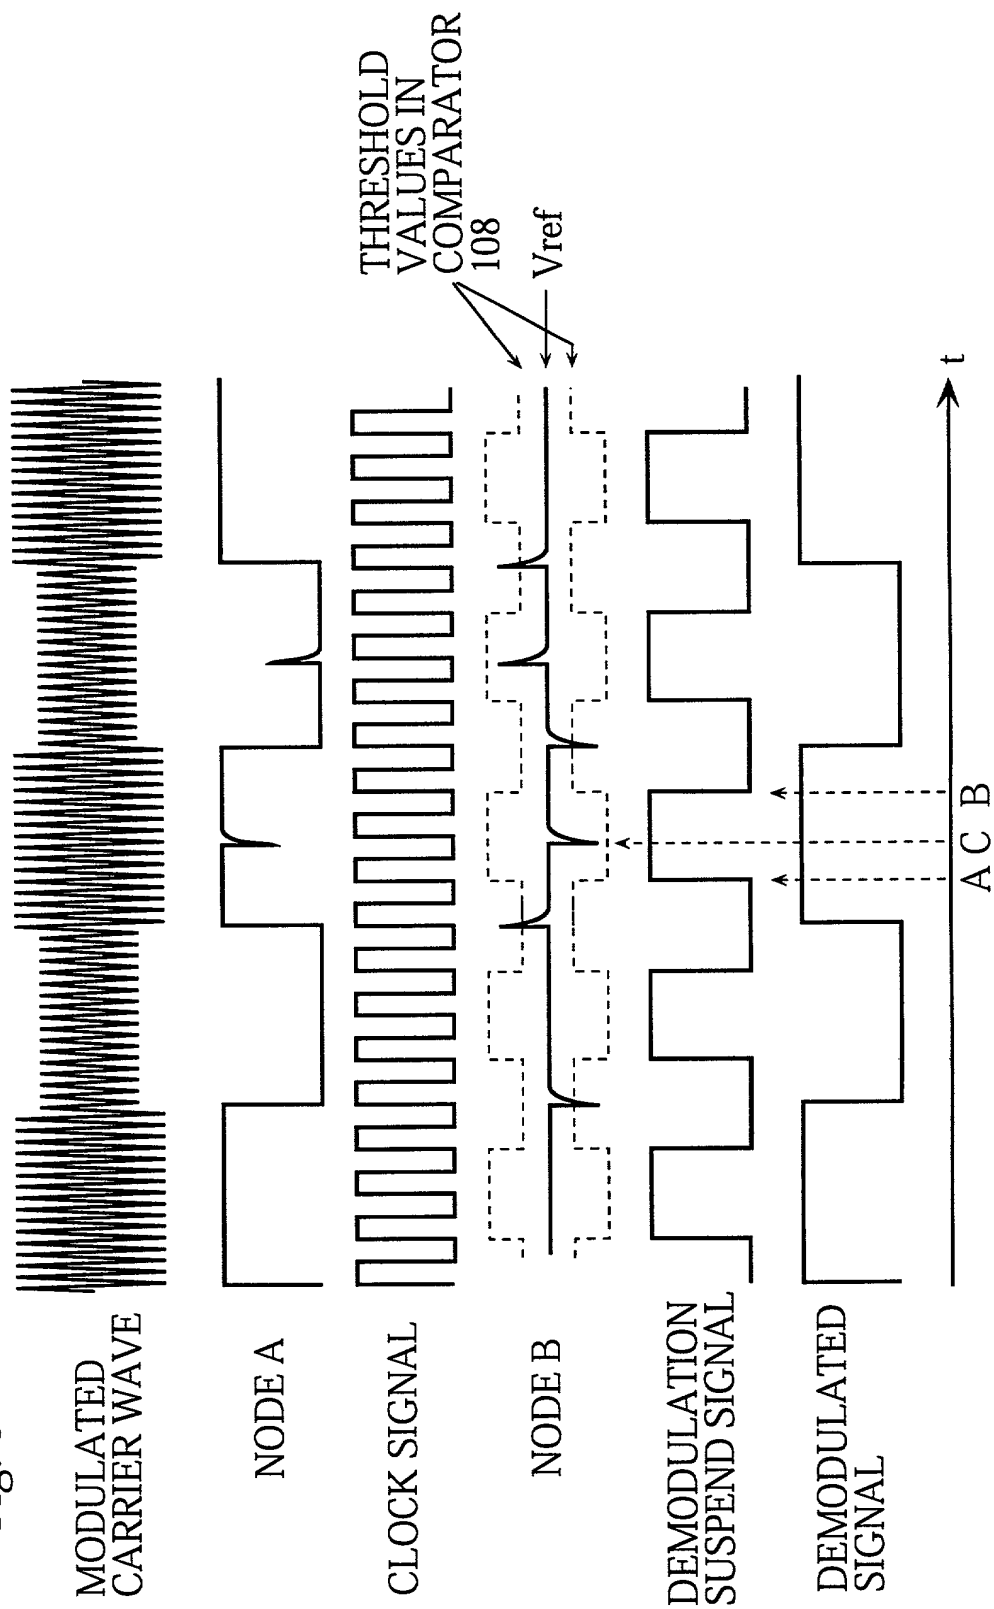 MODULATED
CARRIER WAVE
NODE A
CLOCK SIGNAL
THRESHOLD
VALUES IN
COMPARATOR
108
NODE B
Vref
DEMODULATION
SUSPEND SIGNAL
DEMODULATED
SIGNAL
t
A C B